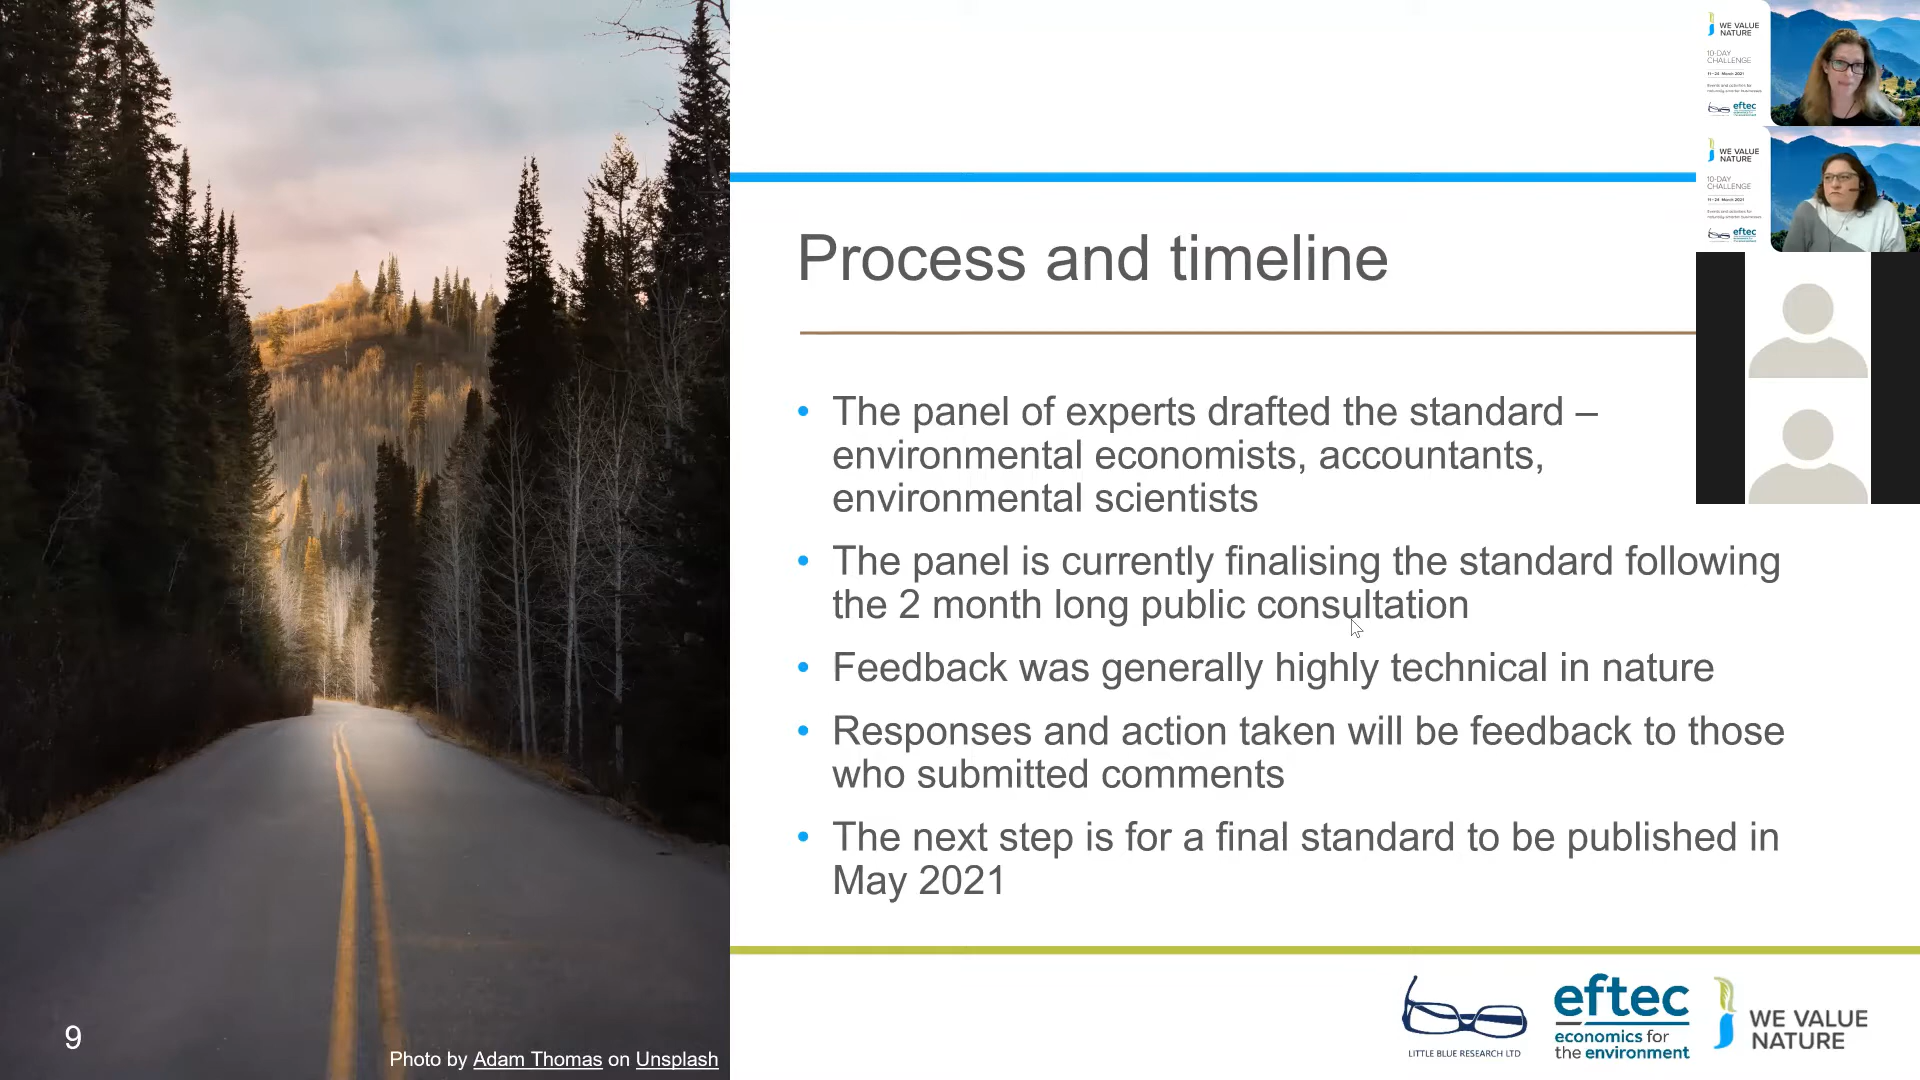 Process and timeline
• The panel of experts drafted the standard –
environmental economists, accountants,
environmental scientists
• The panel is currently finalising the standard following
the 2 month long public consultation
• Feedback was generally highly technical in nature
• Responses and action taken will be feedback to those
who submitted comments
• The next step is for a final standard to be published in
May 2021
9
Photo by Adam Thomas on Unsplash
LITTLE BLUE RESEARCH LTD
eftec
economics for
the environment
WE VALUE
NATURE
WE VALUE
NATURE
10-DAY
CHALLENGE
11-24 March 2021
eftec
WE VALUE
NATURE
10-DAY
CHALLENGE
11-24 March 2021
eftec